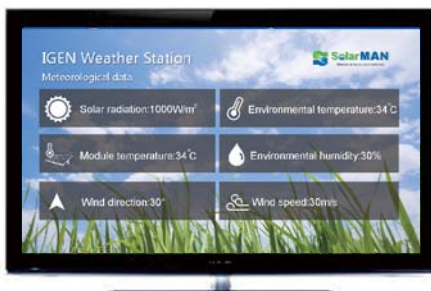 IGEN Weather Station
SolarMAN
Meteorological data
Solar radiation:1000W/m²
Environmental temperature:34℃
Module temperature:34℃
Environmental humidity:30%
Wind direction:30°
Wind speed:30m/s